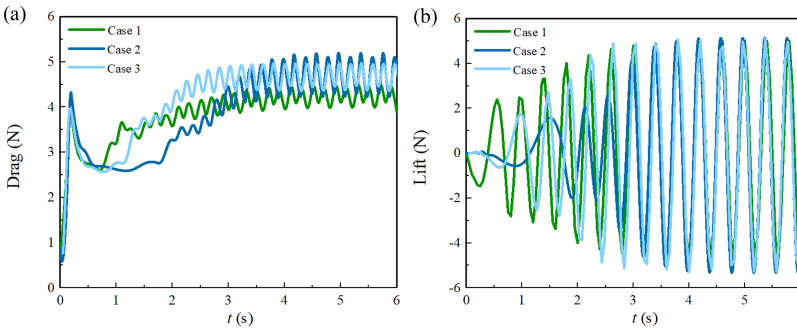 (a)
Case 1
Case 2
Case 3
Drag (N)
6
5
4
3
2
1
0
0 1 2 3 4 5 6
t (s)
(b)
Case 1
Case 2
Case 3
Lift (N)
6
4
2
0
-2
-4
-6
0 1 2 3 4 5
t (s)